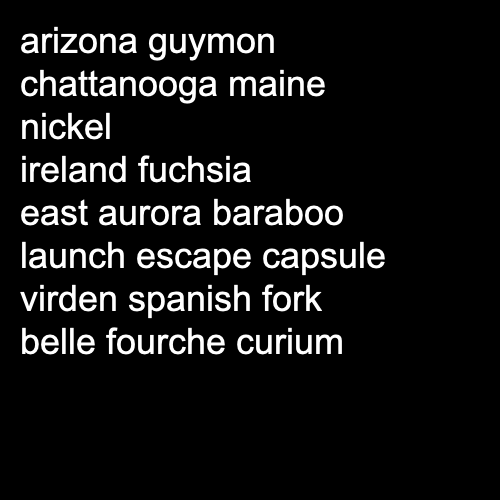 arizona guymon
chattanooga maine
nickel
ireland fuchsia
east aurora baraboo
launch escape capsule
virden spanish fork
belle fourche curium